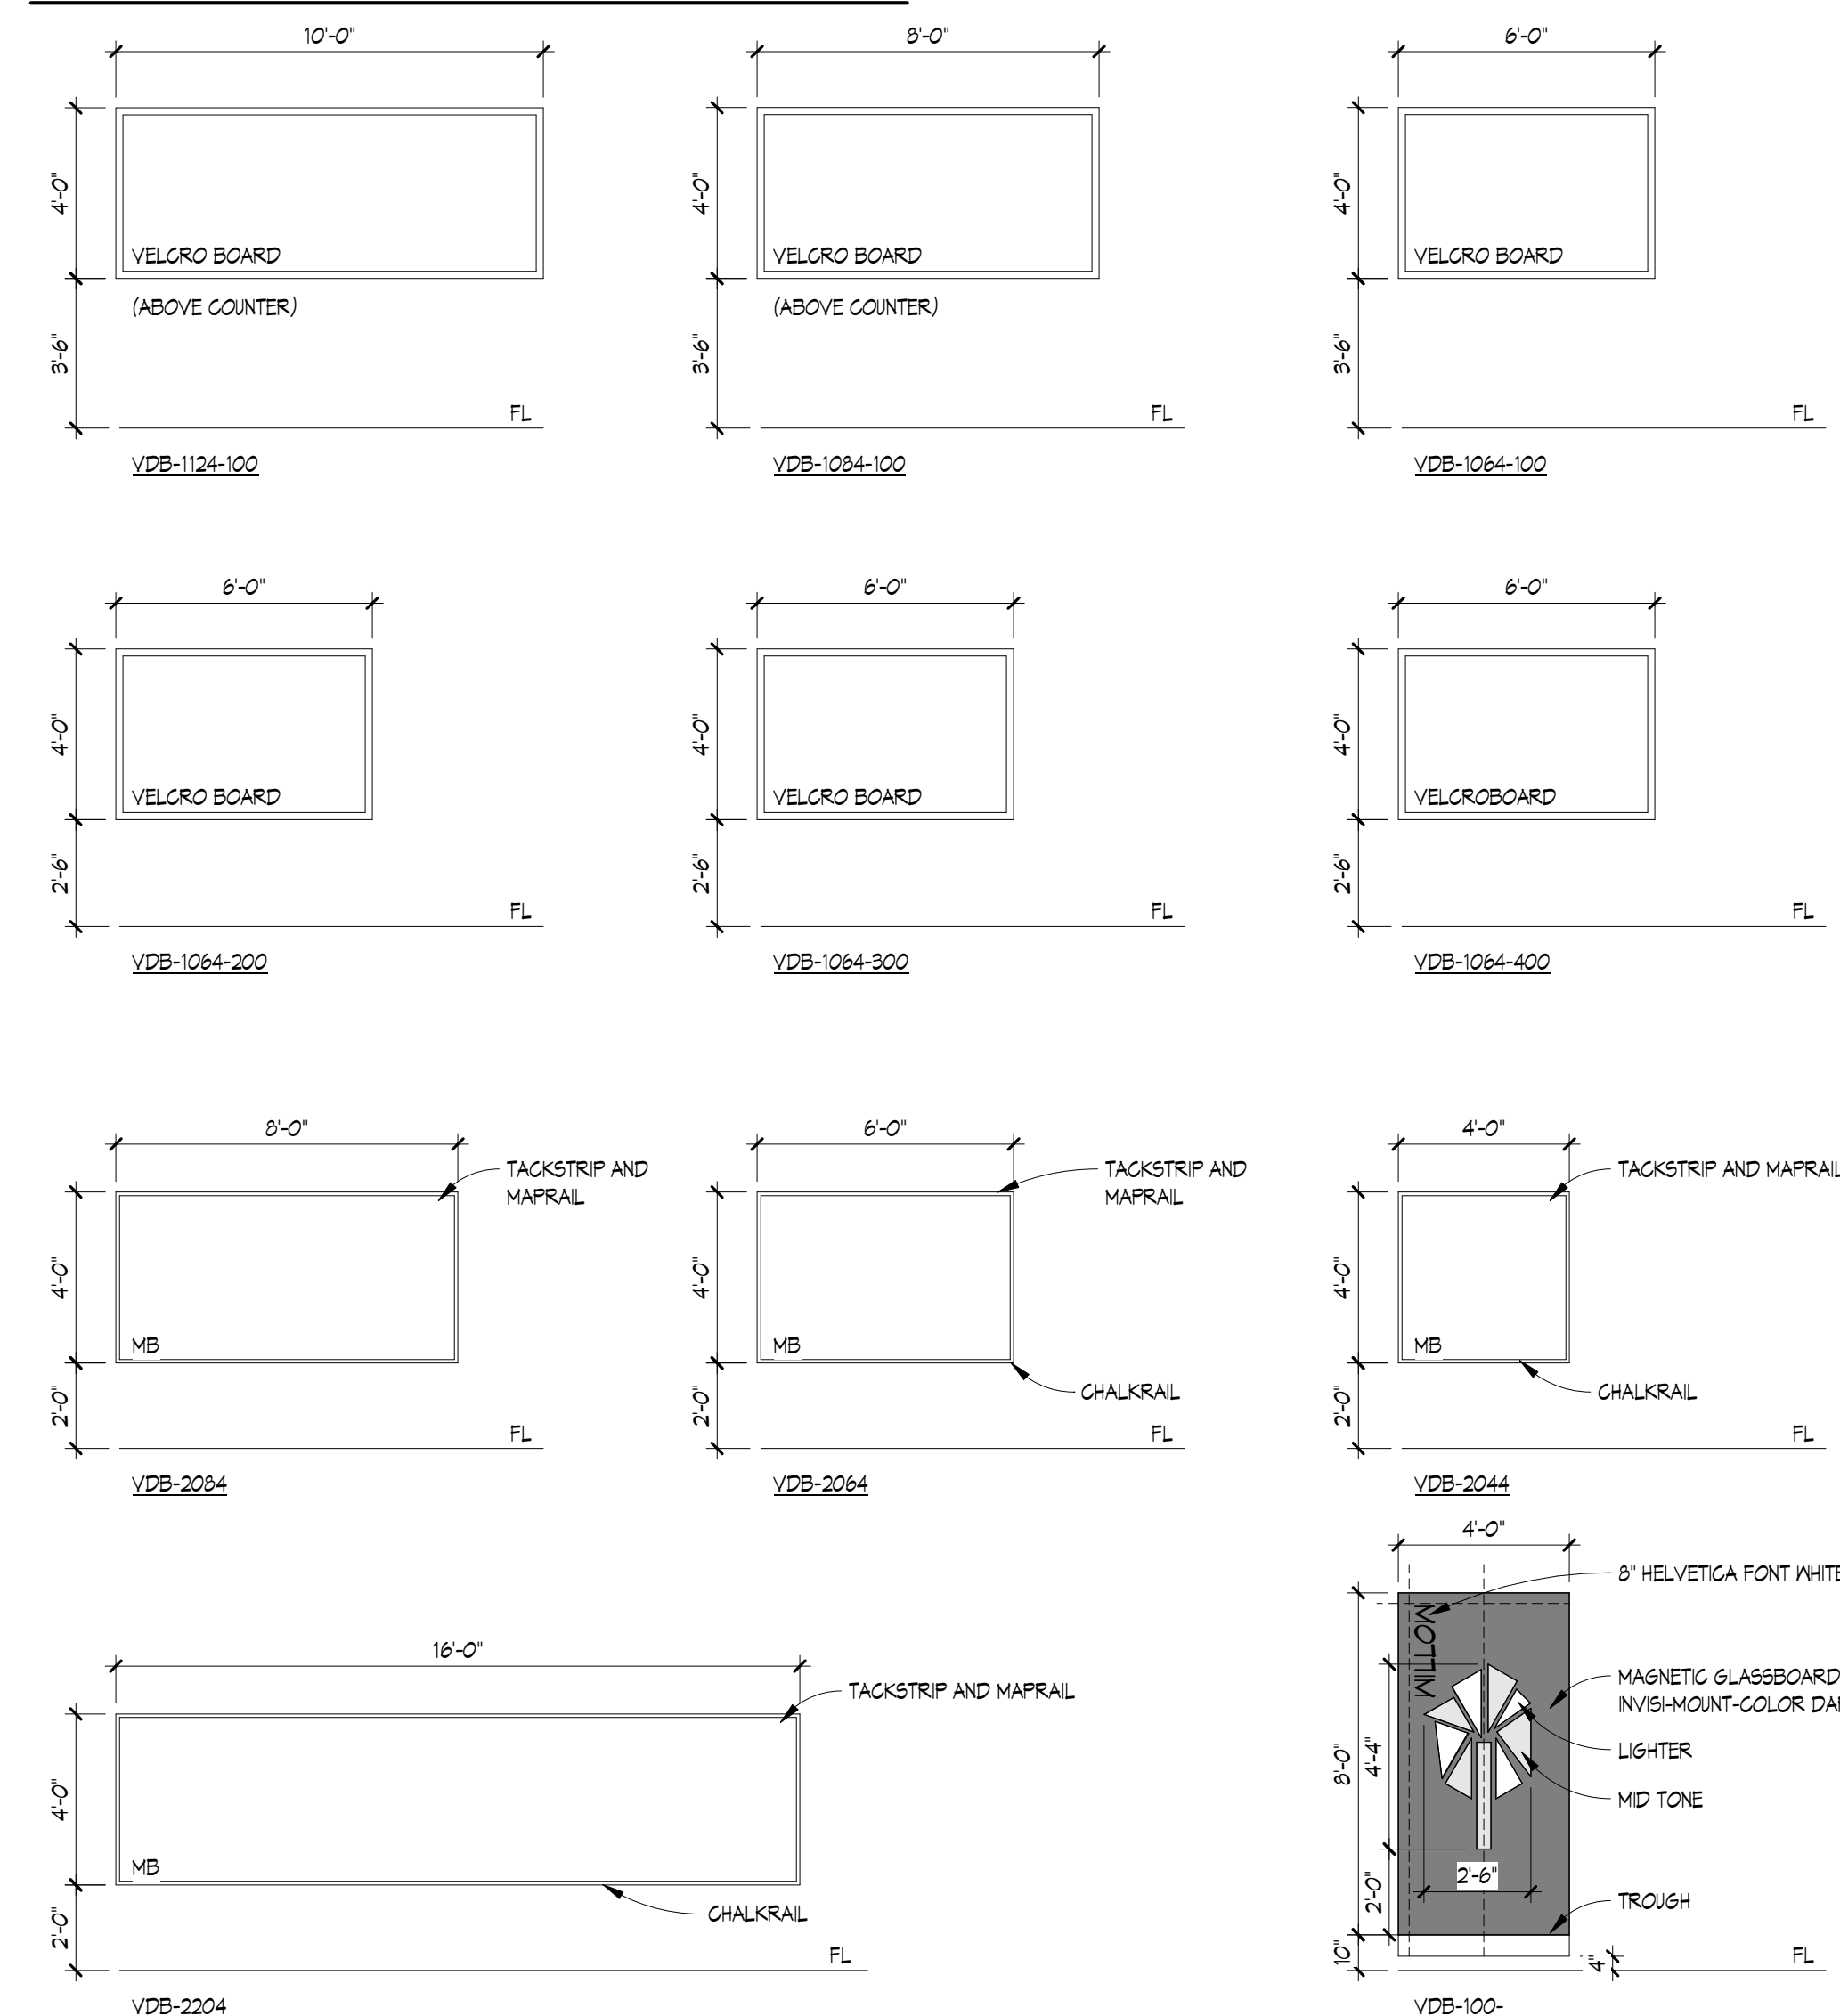 10'-0"
8'-0"
6'-0"
4'-0"
VELCRO BOARD
(ABOVE COUNTER)
3'-6"
FL
VDB-1124-100
4'-0"
VELCRO BOARD
(ABOVE COUNTER)
3'-6"
FL
VDB-1084-100
4'-0"
VELCRO BOARD
3'-6"
FL
VDB-1064-100
6'-0"
4'-0"
VELCRO BOARD
2'-6"
FL
VDB-1064-200
6'-0"
4'-0"
VELCRO BOARD
2'-6"
FL
VDB-1064-300
6'-0"
4'-0"
VELCROBOARD
2'-6"
FL
VDB-1064-400
8'-0"
TACKSTRIP AND
MAPRAIL
4'-0"
MB
2'-0"
FL
VDB-2084
6'-0"
TACKSTRIP AND
MAPRAIL
4'-0"
MB
CHALKRAIL
2'-0"
FL
VDB-2064
4'-0"
TACKSTRIP AND MAPRAIL
4'-0"
MB
CHALKRAIL
2'-0"
FL
VDB-2044
16'-0"
TACKSTRIP AND MAPRAIL
4'-0"
MB
CHALKRAIL
2'-0"
FL
VDB-2204
4'-0"
8" HELVETICA FONT WHITE
MOTTIM
MAGNETIC GLASSBOARD
INVISI-MOUNT-COLOR
LIGHTER
MID TONE
8'-0"
4'-4"
2'-6"
2'-0"
TROUGH
10"
4"
FL
VDB-100-